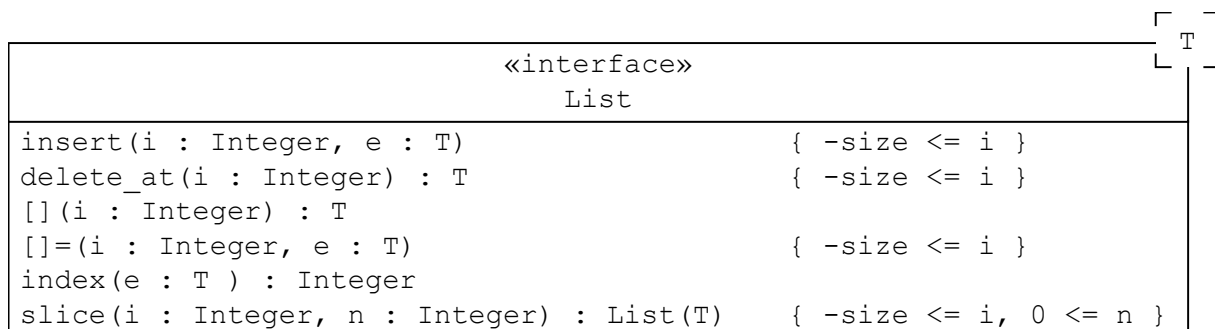 T
«interface»
List
insert(i : Integer, e : T) { -size <= i }
delete_at(i : Integer) : T { -size <= i }
[](i : Integer) : T
[]=(i : Integer, e : T) { -size <= i }
index(e : T ) : Integer
slice(i : Integer, n : Integer) : List(T) { -size <= i, 0 <= n }